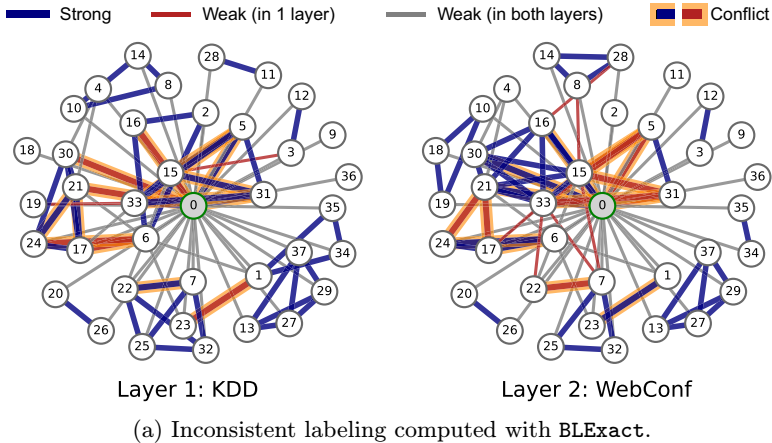 Strong Weak (in 1 layer) Weak (in both layers) Conflict
14 28 11 8 4 10 12 2 5 16 9 3 18 30 15 36 21 31 19 33 0 35 24 17 6 34 37 1 7 29 22 20 23 13 27 26 25 32
14 28 8 11 4 10 12 2 5 16 9 3 18 30 15 36 21 31 19 33 0 35 24 17 6 34 37 1 7 29 22 20 23 13 27 26 25 32
Layer 1: KDD Layer 2: WebConf
(a) Inconsistent labeling computed with BLExact.